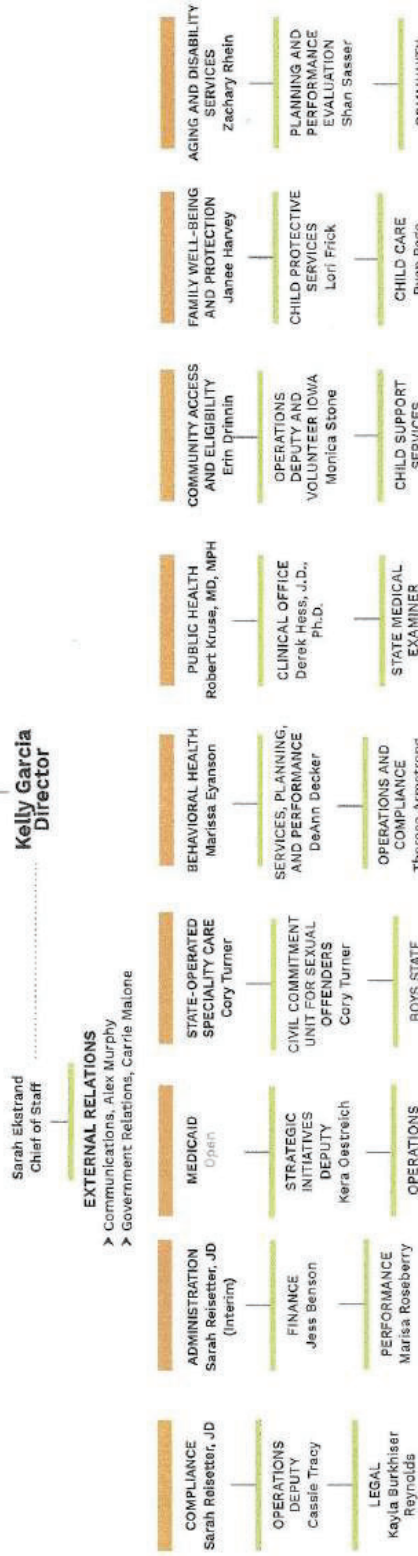 Sarah Ekstrand
Chief of Staff
Kelly Garcia
Director
EXTERNAL RELATIONS
> Communications, Alex Murphy
> Government Relations, Carrie Malone
COMPLIANCE
Sarah Reisetter, JD
OPERATIONS
DEPUTY
Cassie Tracy
LEGAL
Kayla Burkhiser
Reynolds
ADMINISTRATION
Sarah Reisetter, JD
(Interim)
FINANCE
Jess Benson
PERFORMANCE
Marisa Roseberry
MEDICAID
Open
STRATEGIC
INITIATIVES
DEPUTY
Kera Oestreich
OPERATIONS
STATE-OPERATED
SPECIALITY CARE
Cory Turner
CIVIL COMMITMENT
UNIT FOR SEXUAL
OFFENDERS
Cory Turner
BOYS STATE
BEHAVIORAL HEALTH
Marissa Eyanson
SERVICES, PLANNING,
AND PERFORMANCE
DeAnn Decker
OPERATIONS AND
COMPLIANCE
Theresa Armstrong
PUBLIC HEALTH
Robert Kruse, MD, MPH
CLINICAL OFFICE
Derek Hess, J.D.,
Ph.D.
STATE MEDICAL
EXAMINER
COMMUNITY ACCESS
AND ELIGIBILITY
Erin Drinnin
OPERATIONS
DEPUTY AND
VOLUNTEER IOWA
Monica Stone
CHILD SUPPORT
SERVICES
FAMILY WELL-BEING
AND PROTECTION
Janee Harvey
CHILD PROTECTIVE
SERVICES
Lori Frick
CHILD CARE
Ryan
AGING AND DISABILITY
SERVICES
Zachary Rhein
PLANNING AND
PERFORMANCE
EVALUATION
Shan Sasser